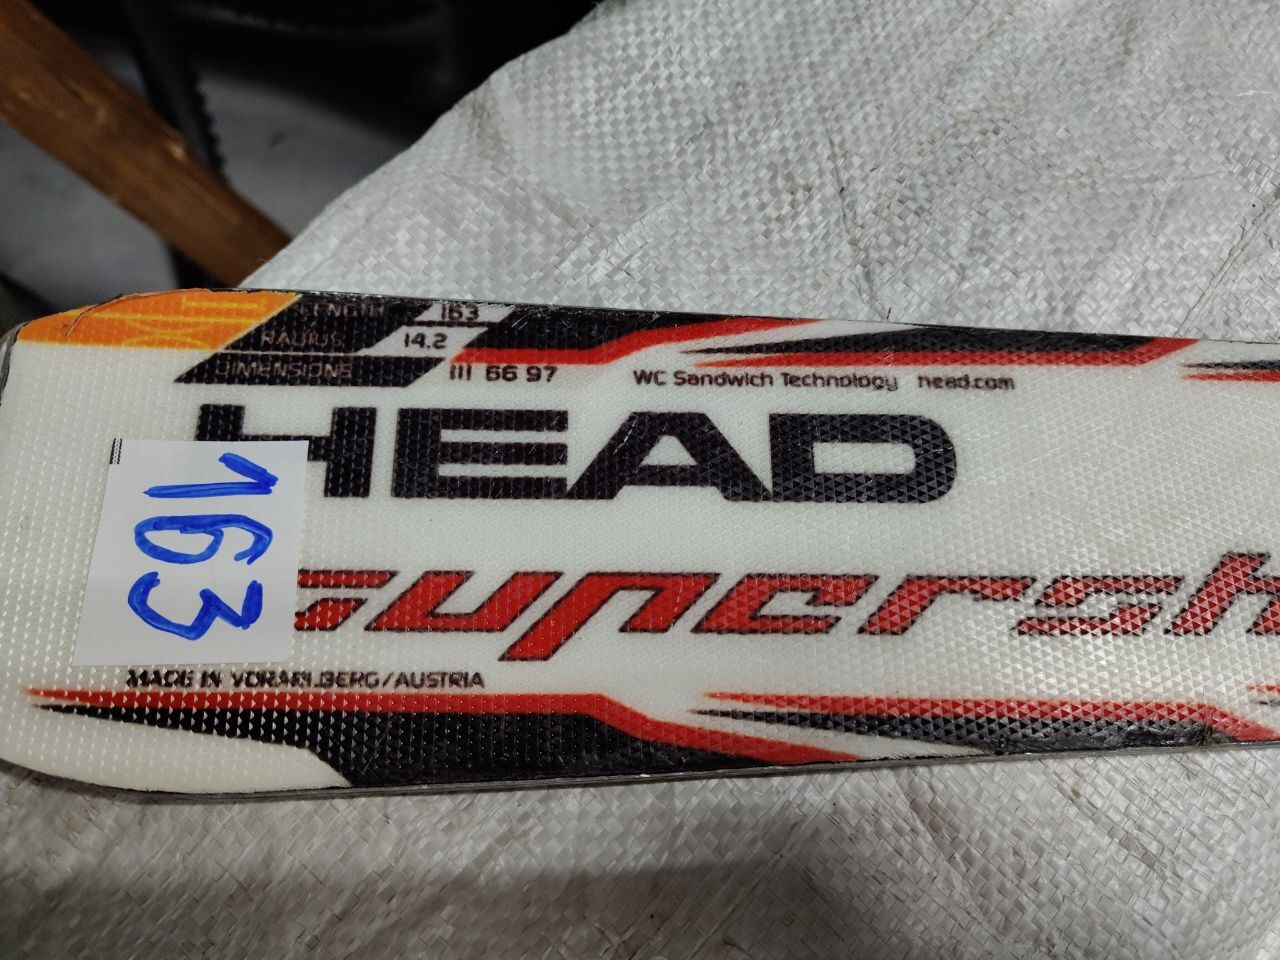 LENGTH 163
RADIUS 14.2
DIMENSIONS 111 66 97
WC Sandwich Technology head.com
HEAD
163
supersh
MADE IN VORARLBERG/AUSTRIA